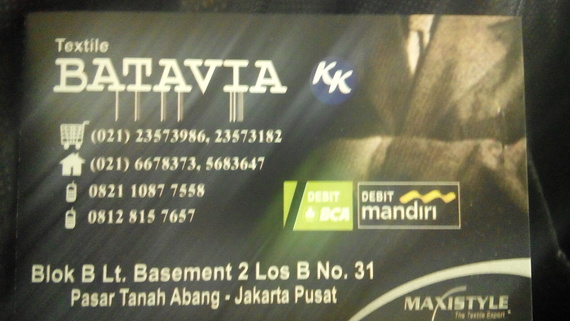 Textile
BATAVIA
KK
(021) 23573986, 23573182
(021) 6678373, 5683647
0821 1087 7558
0812 815 7657
DEBIT
BCA
DEBIT
mandiri
Blok B Lt. Basement 2 Los B No. 31
Pasar Tanah Abang - Jakarta Pusat
MAXISTYLE
The Textile Expert